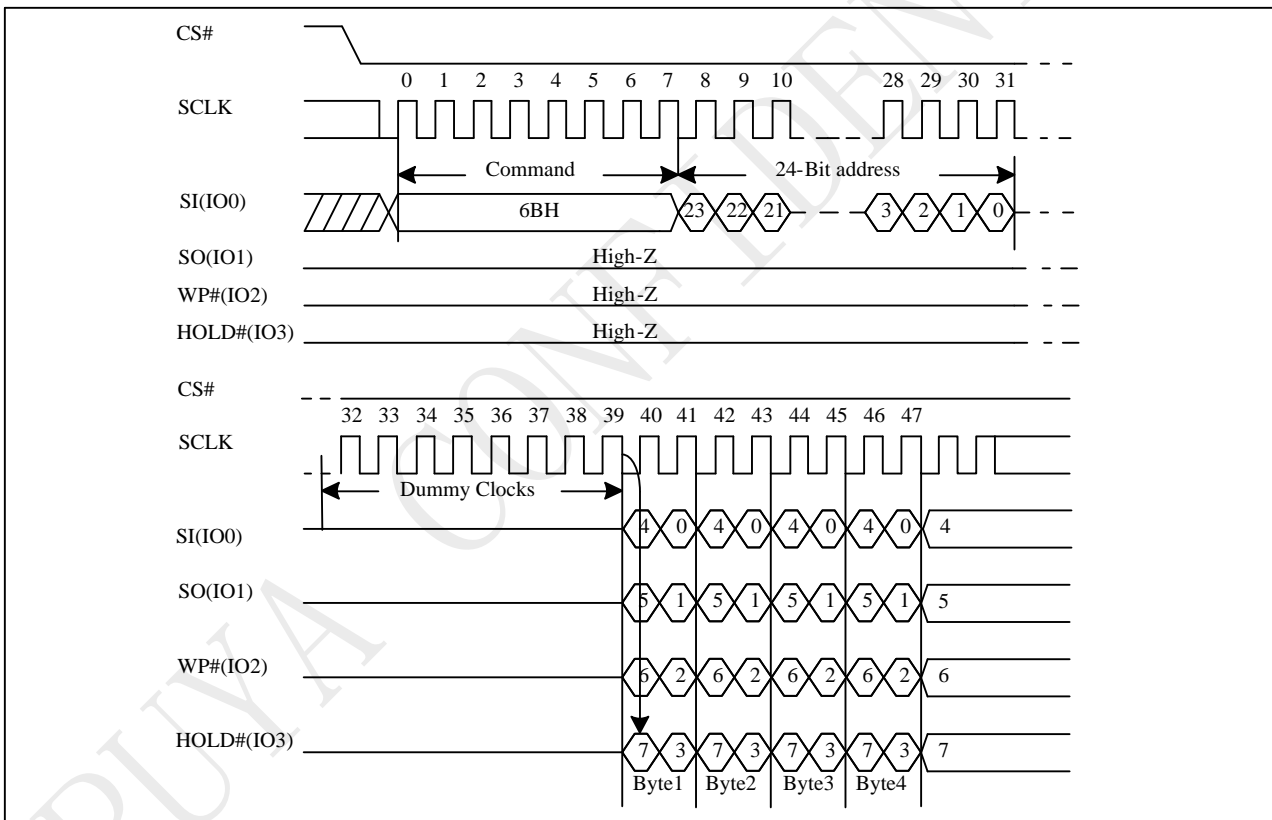 CS#
0 1 2 3 4 5 6 7 8 9 10 28 29 30 31
SCLK
Command 24-Bit address
SI(IO0) 6BH 23 22 21 3 2 1 0
SO(IO1) High-Z
WP#(IO2) High-Z
HOLD#(IO3) High-Z
CS#
32 33 34 35 36 37 38 39 40 41 42 43 44 45 46 47
SCLK
Dummy Clocks
SI(IO0) 4 0 4 0 4 0 4 0 4
SO(IO1) 5 1 5 1 5 1 5 1 5
WP#(IO2) 6 2 6 2 6 2 6 2 6
HOLD#(IO3) 7 3 7 3 7 3 7 3 7
Byte1 Byte2 Byte3 Byte4
PUYA CONFIDEN